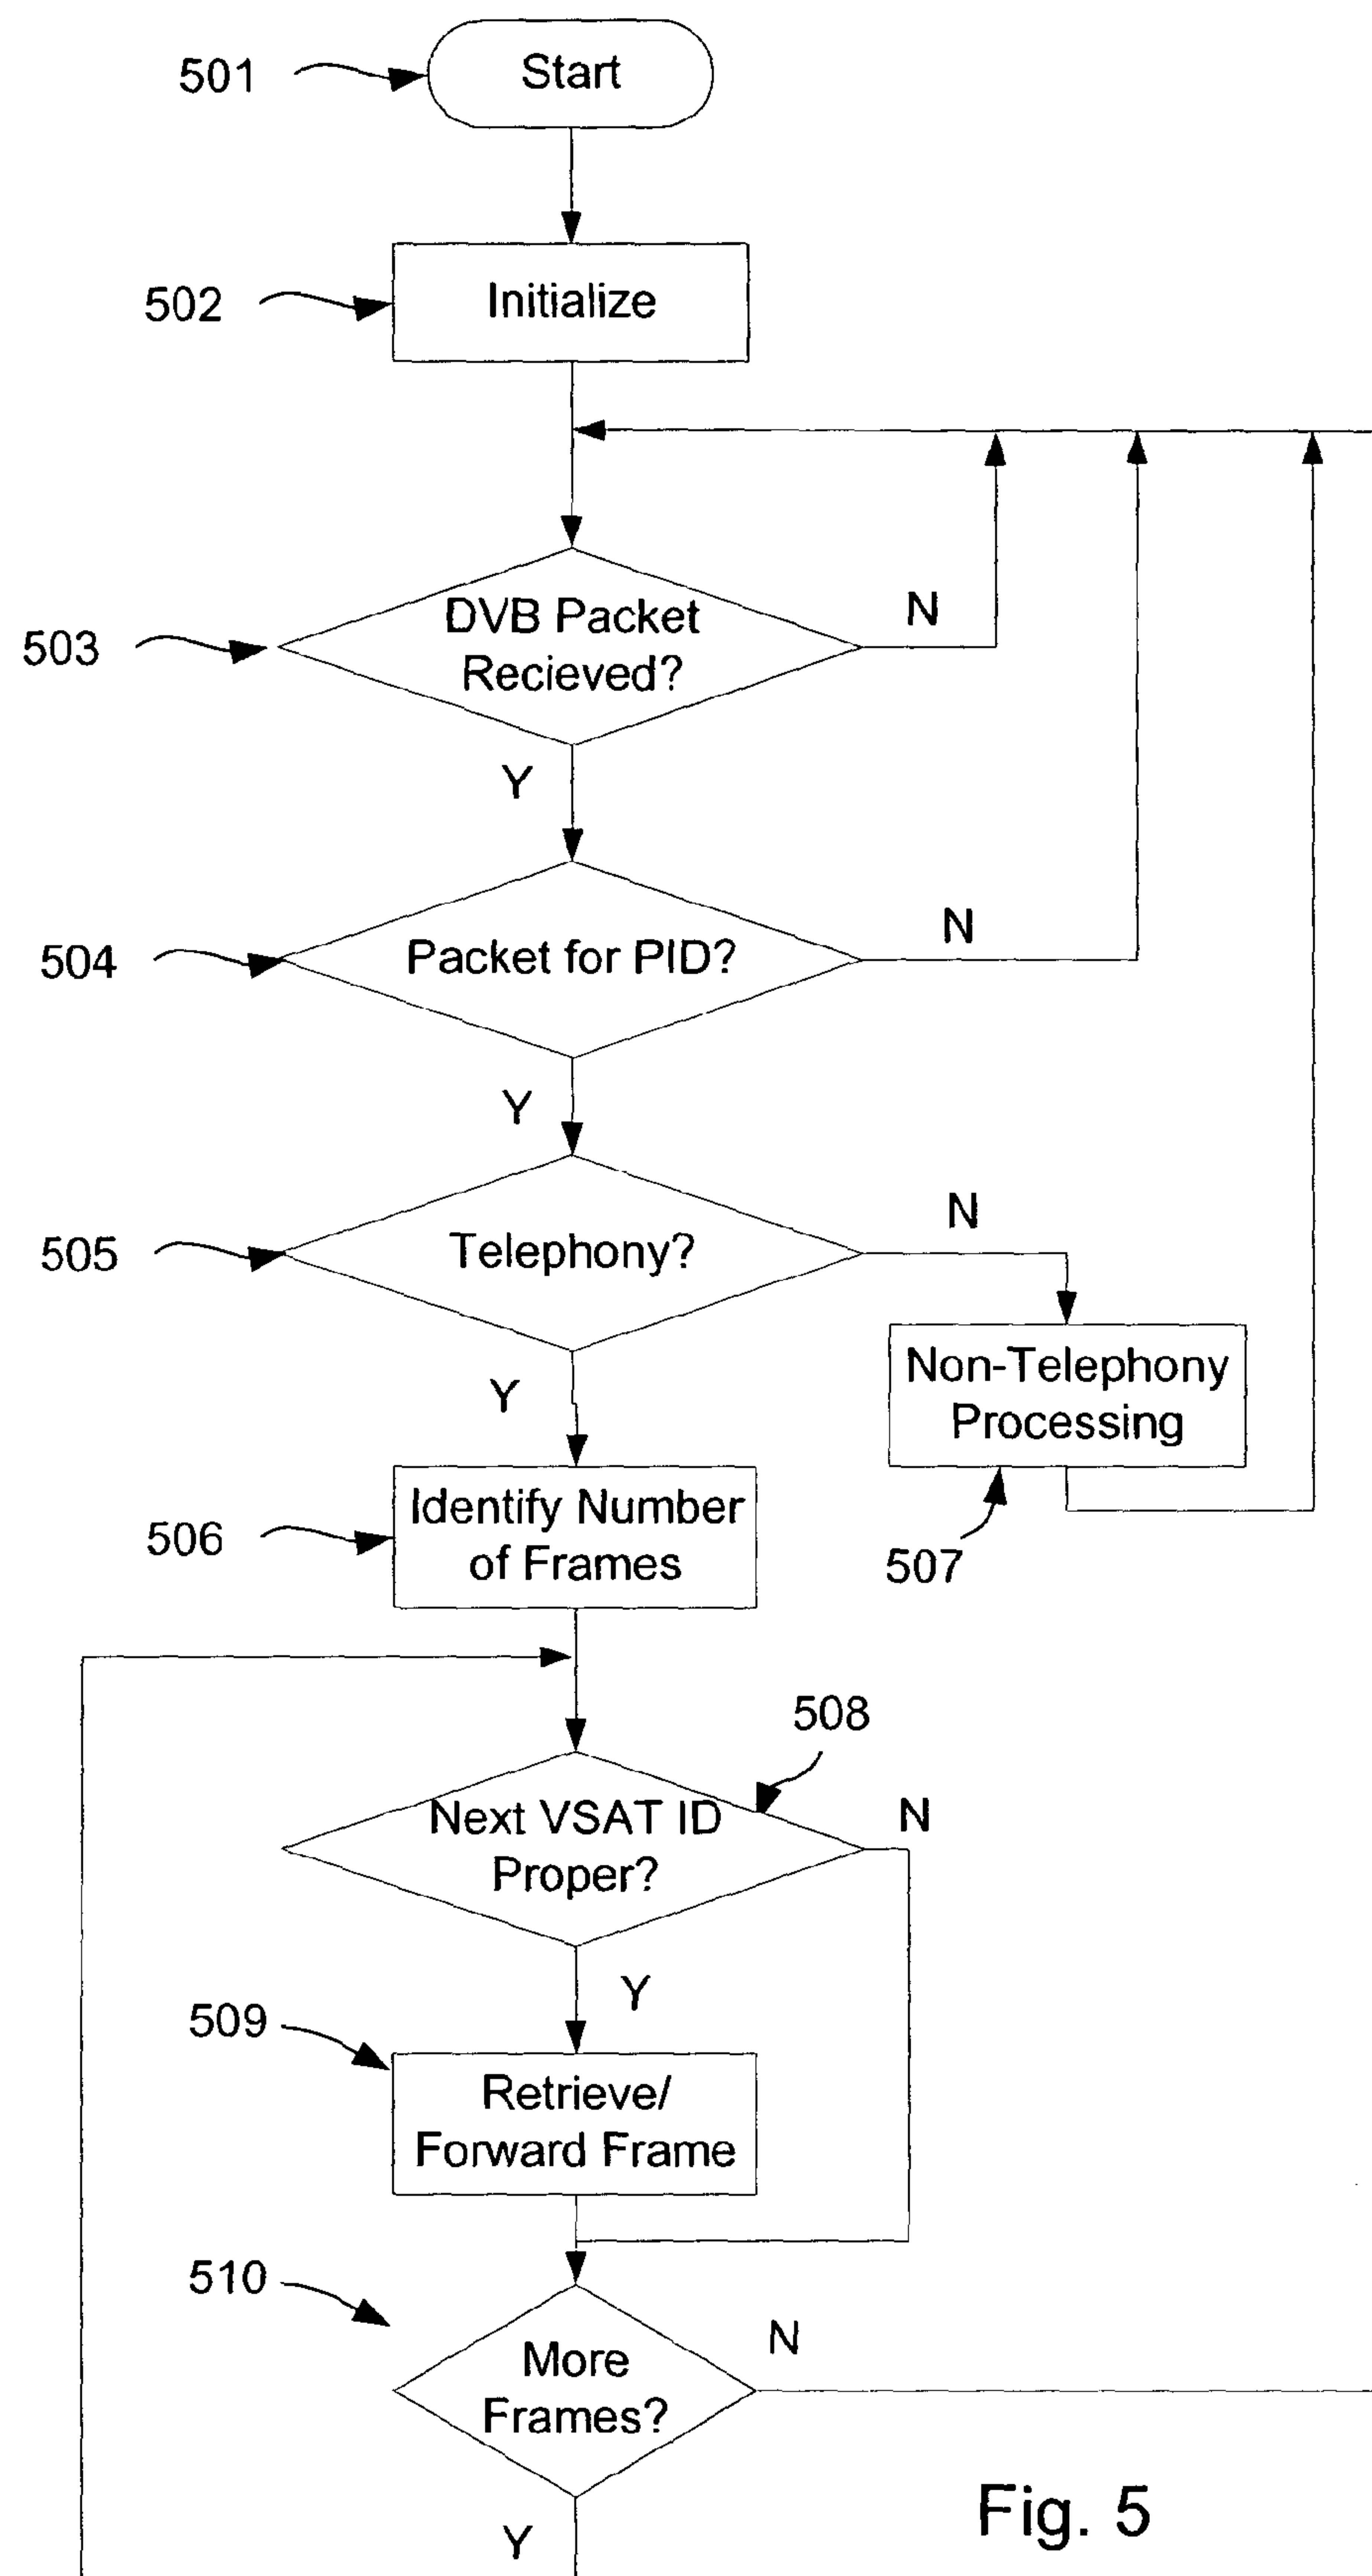 501
Start
502
Initialize
503
DVB Packet
Recieved?
N
Y
504
Packet for PID?
N
Y
505
Telephony?
N
Y
Non-Telephony
Processing
507
506
Identify Number
of Frames
508
Next VSAT ID
Proper?
N
Y
509
Retrieve/
Forward Frame
510
More
Frames?
N
Y
Fig. 5